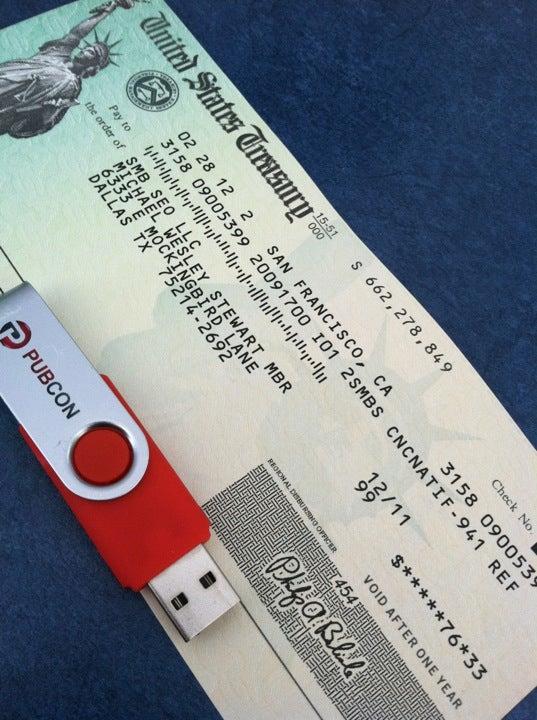 United States Treasury
15-51
000
S 662,278,849
Check No.
02 28 12 2 SAN FRANCISCO, CA 3158 0900539
3158 09005399 20091700 I01 2SMBS CNCNATIF-941 REF
Pay to
the order of
SMB SEO LLC
MICHAEL WESLEY STEWART MBR
6333 E MOCKINGBIRD LANE
DALLAS TX 75214-2692
12/11
99
$*****76*33
VOID AFTER ONE YEAR
REGIONAL DISBURSING OFFICER
454
PUBCON